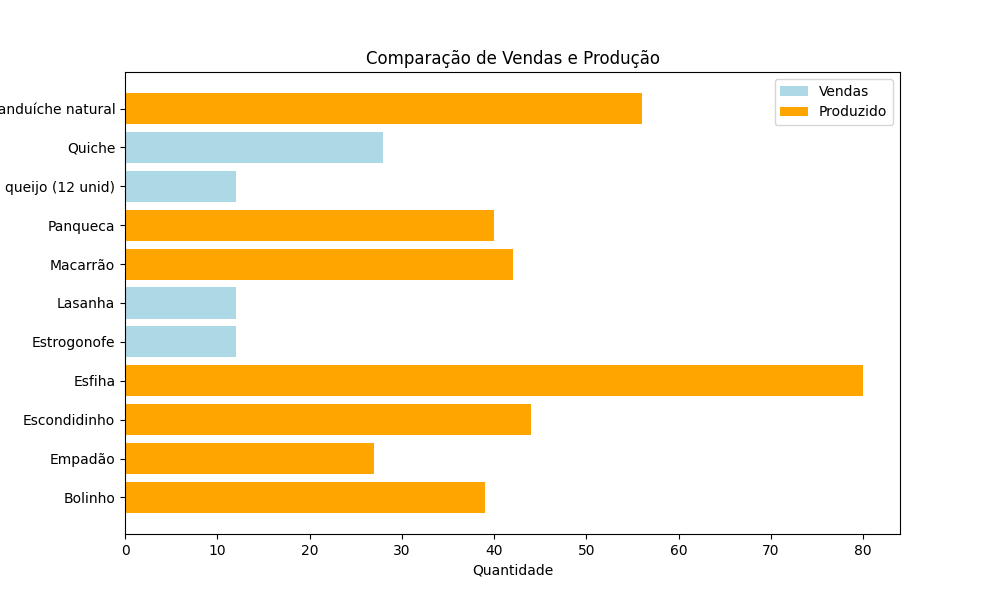 Comparação de Vendas e Produção
Vendas
Produzido
anduíche natural
Quiche
queijo (12 unid)
Panqueca
Macarrão
Lasanha
Estrogonofe
Esfiha
Escondidinho
Empadão
Bolinho
0 10 20 30 40 50 60 70 80
Quantidade